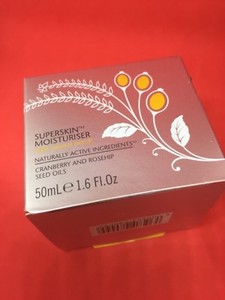 SUPERSKIN™
MOISTURISER
NATURALLY ACTIVE INGREDIENTS™
CRANBERRY AND ROSEHIP
SEED OILS
50mL ℮ 1.6 Fl.Oz